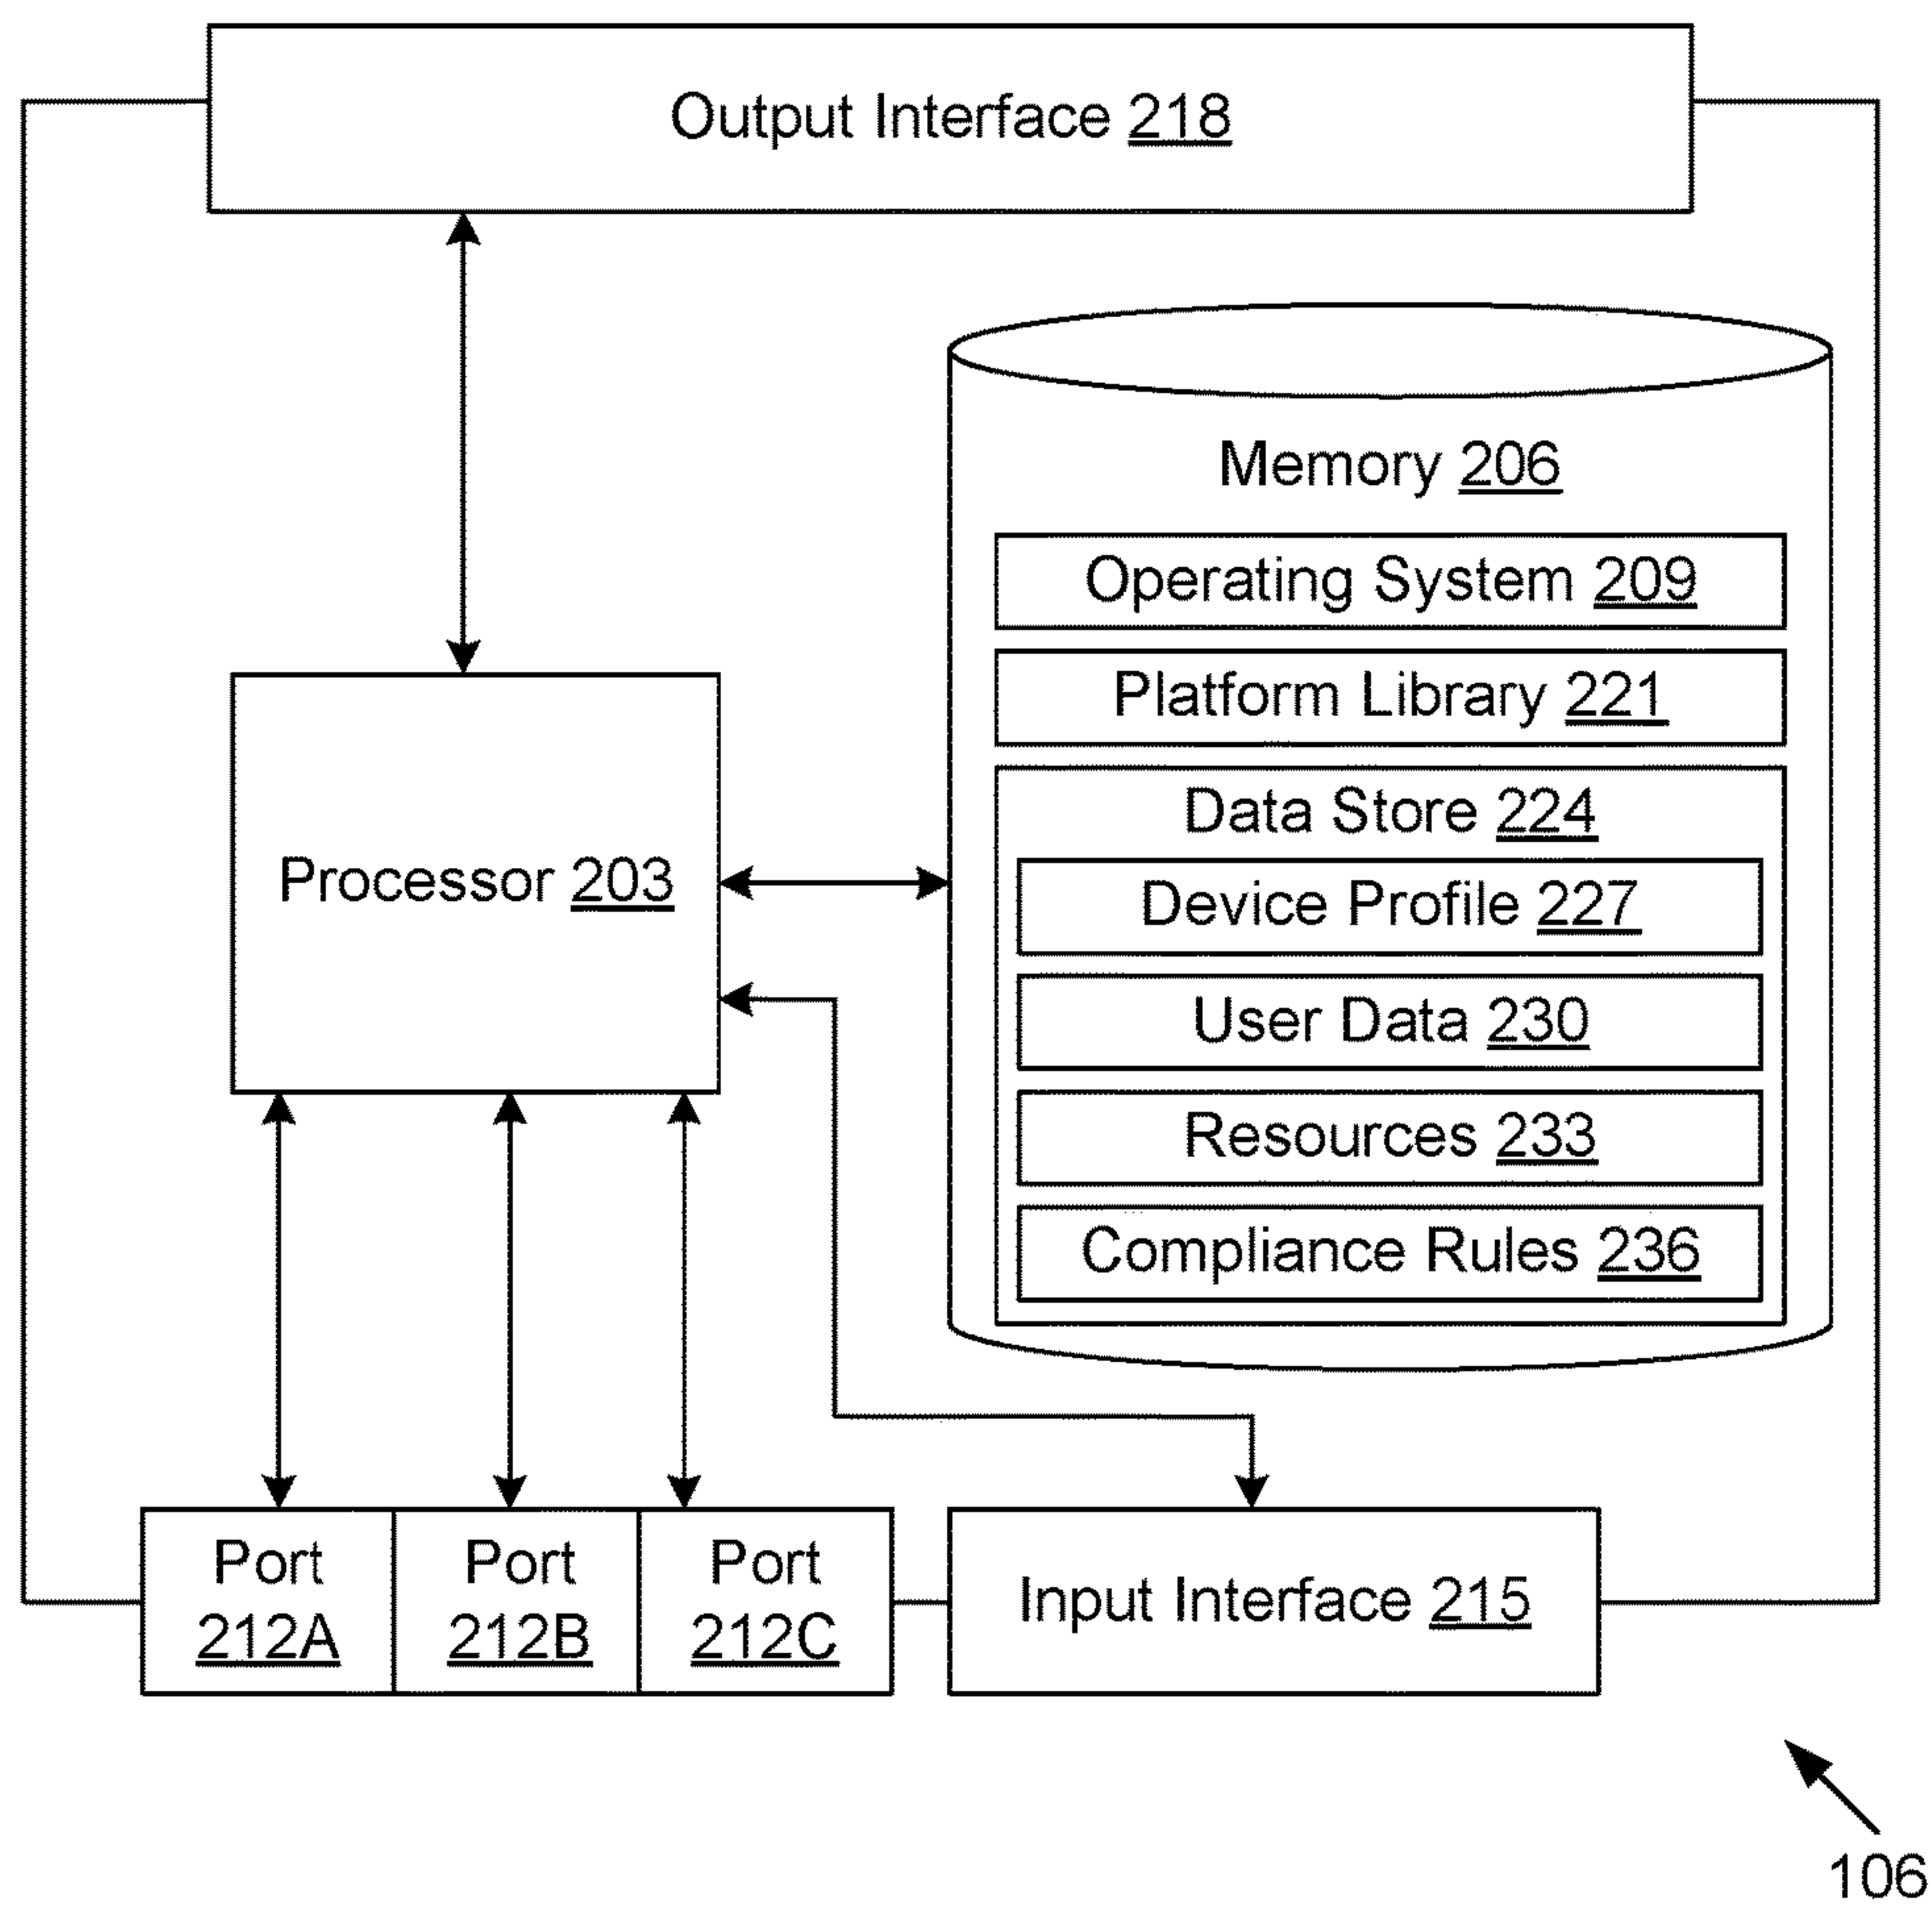 Output Interface 218
Memory 206
Operating System 209
Platform Library 221
Data Store 224
Processor 203
Device Profile 227
User Data 230
Resources 233
Compliance Rules 236
Port
212A
Port
212B
Port
212C
Input Interface 215
106